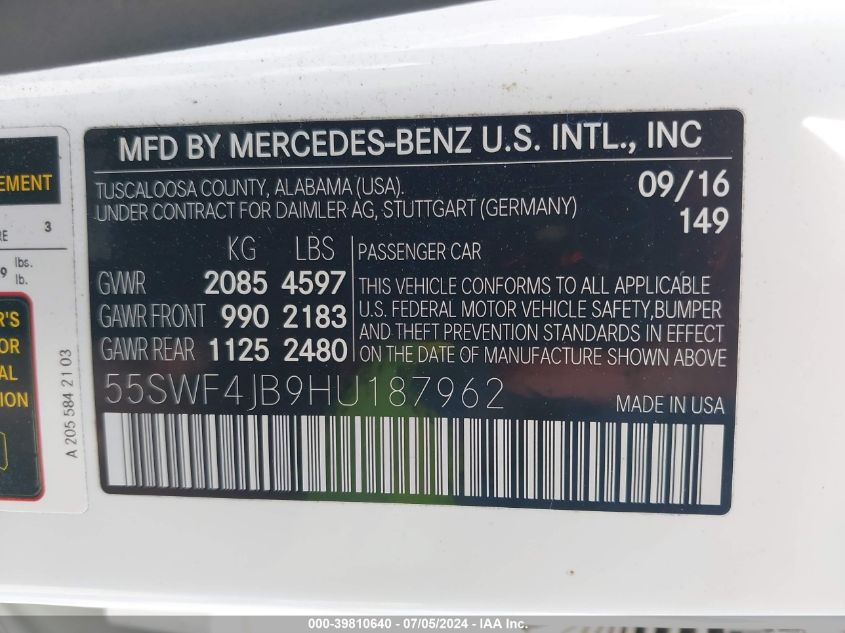 MFD BY MERCEDES-BENZ U.S. INTL., INC
TUSCALOOSA COUNTY, ALABAMA (USA).
UNDER CONTRACT FOR DAIMLER AG, STUTTGART (GERMANY)
09/16
149
KG LBS
GVWR 2085 4597
GAWR FRONT 990 2183
GAWR REAR 1125 2480
PASSENGER CAR
THIS VEHICLE CONFORMS TO ALL APPLICABLE
U.S. FEDERAL MOTOR VEHICLE SAFETY,BUMPER
AND THEFT PREVENTION STANDARDS IN EFFECT
ON THE DATE OF MANUFACTURE SHOWN ABOVE
55SWF4JB9HU187962
MADE IN USA
3
lbs.
lb.
A 205 584 21 03
000-39810640 - 07/05/2024 - IAA Inc.